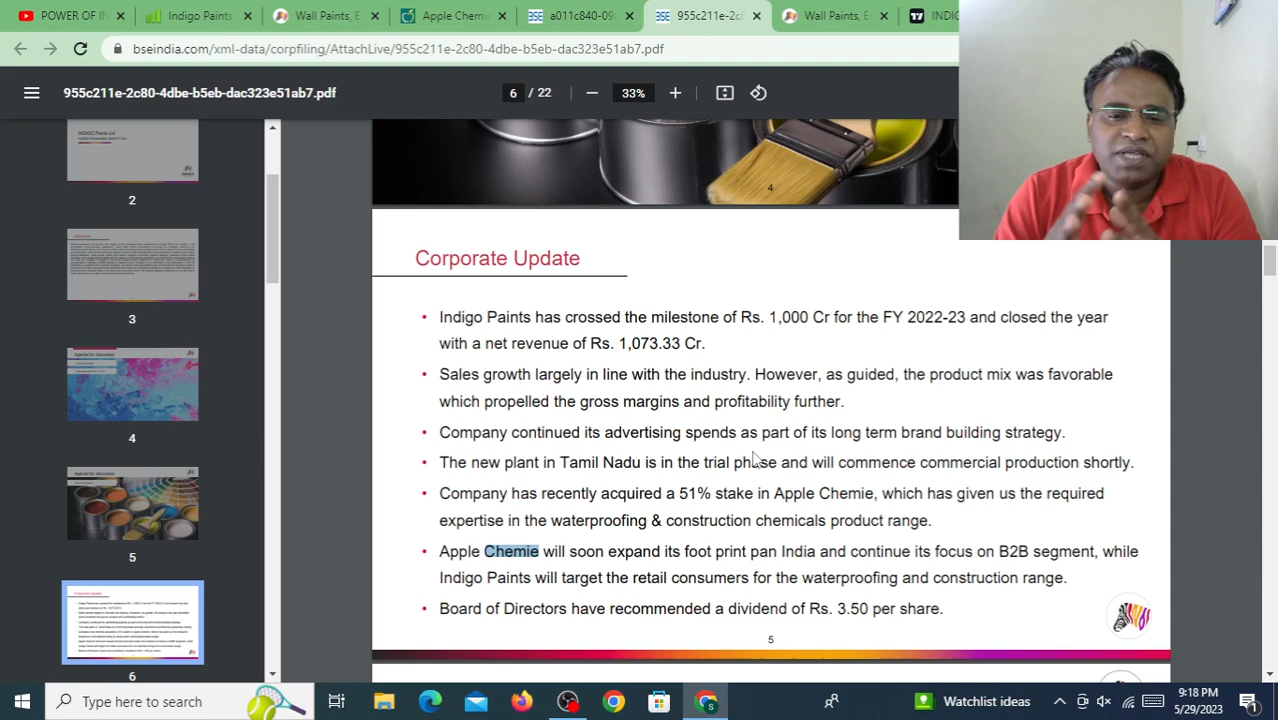 POWER OF IN
Indigo Paints
Wall Paints, E
Apple Chemie
a011c840-09
955c211e-2c8
Wall Paints, E
INDIG
bseindia.com/xml-data/corpfiling/AttachLive/955c211e-2c80-4dbe-b5eb-dac323e51ab7.pdf
955c211e-2c80-4dbe-b5eb-dac323e51ab7.pdf
6 / 22
33%
INDIGO Paints Ltd
2
3
4
5
6
4
Corporate Update
• Indigo Paints has crossed the milestone of Rs. 1,000 Cr for the FY 2022-23 and closed the year
with a net revenue of Rs. 1,073.33 Cr.
• Sales growth largely in line with the industry. However, as guided, the product mix was favorable
which propelled the gross margins and profitability further.
• Company continued its advertising spends as part of its long term brand building strategy.
• The new plant in Tamil Nadu is in the trial phase and will commence commercial production shortly.
• Company has recently acquired a 51% stake in Apple Chemie, which has given us the required
expertise in the waterproofing & construction chemicals product range.
• Apple Chemie will soon expand its foot print pan India and continue its focus on B2B segment, while
Indigo Paints will target the retail consumers for the waterproofing and construction range.
• Board of Directors have recommended a dividend of Rs. 3.50 per share.
5
Type here to search
Watchlist ideas
9:18 PM
5/29/2023
1